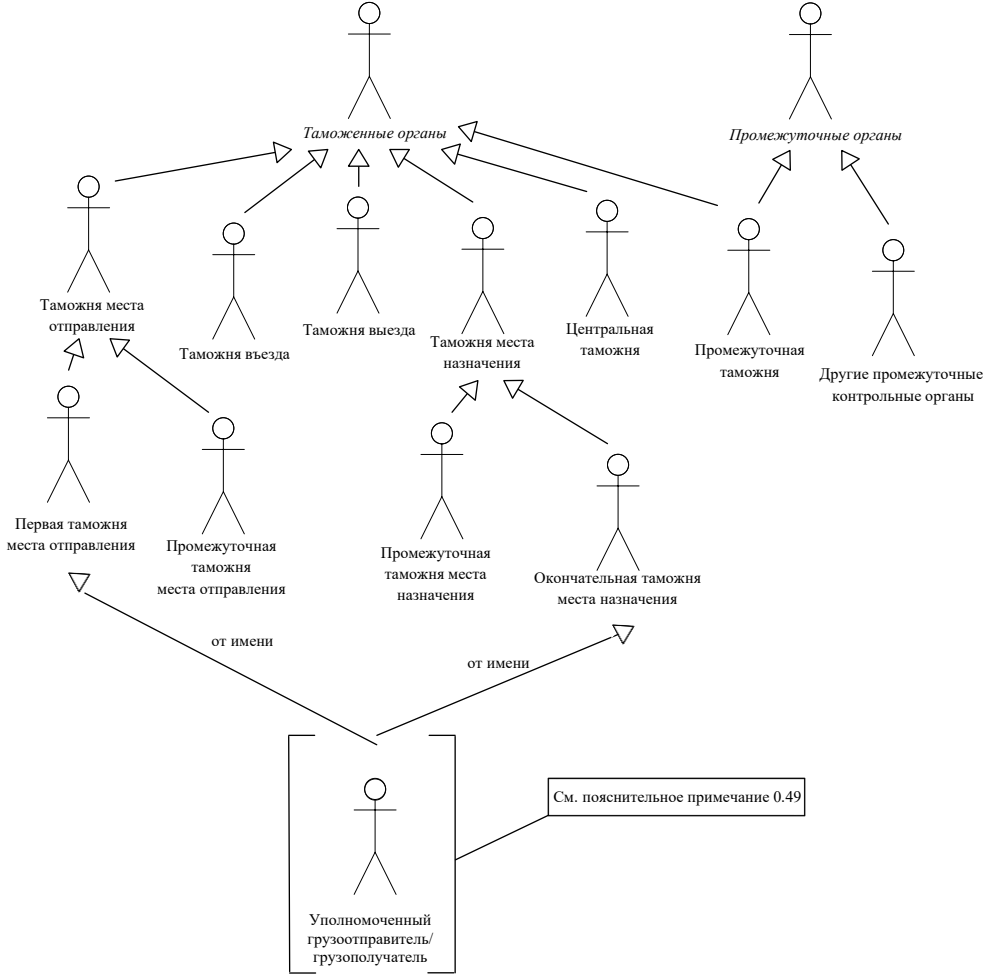 Таможенные органы
Промежуточные органы
Таможня места
отправления
Таможня въезда
Таможня выезда
Таможня места
назначения
Центральная
таможня
Промежуточная
таможня
Другие промежуточные
контрольные органы
Первая таможня
места отправления
Промежуточная
таможня
места отправления
Промежуточная
таможня места
назначения
Окончательная таможня
места назначения
от имени
от имени
См. пояснительное примечание 0.49
Уполномоченный
грузоотправитель/
грузополучатель